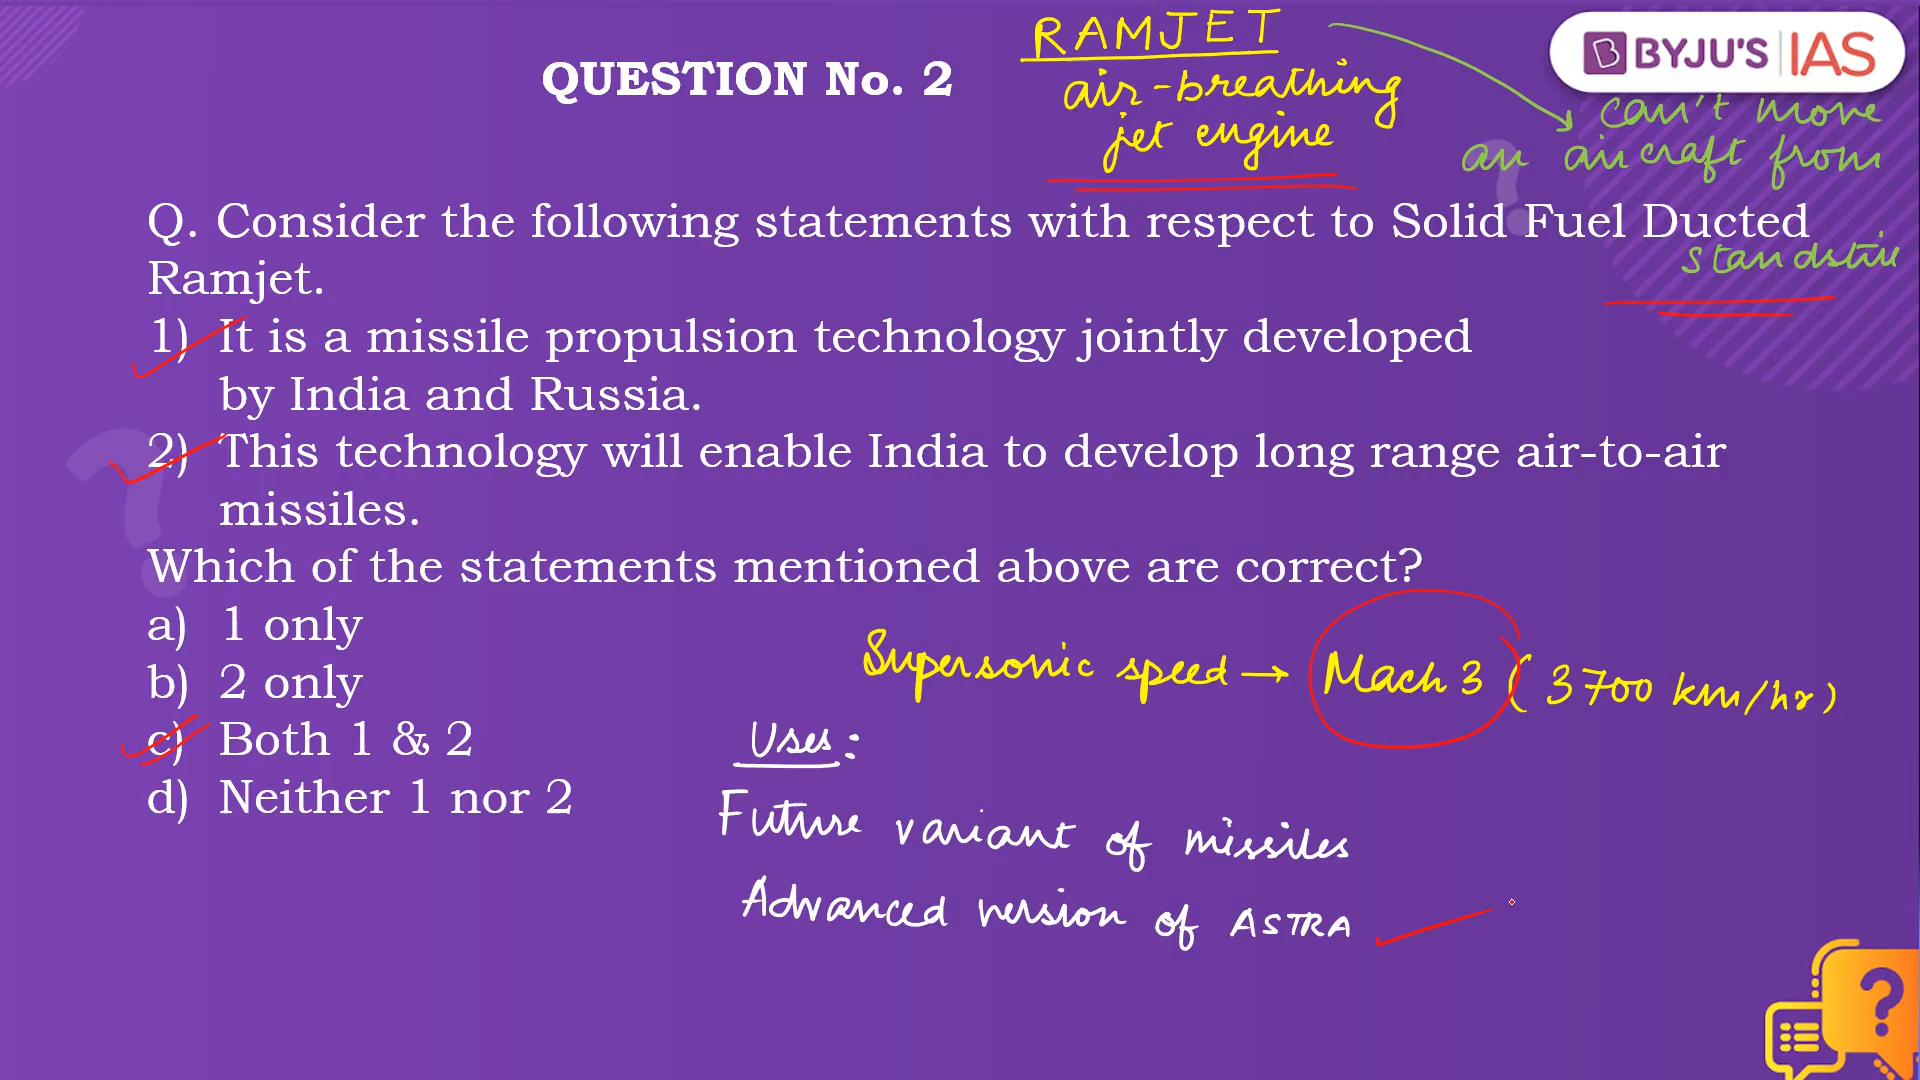 RAMJET
air-breathing
jet engine
BYJU'S IAS
can't move
an aircraft from
standstill
QUESTION No. 2
Q. Consider the following statements with respect to Solid Fuel Ducted
Ramjet.
1) It is a missile propulsion technology jointly developed
by India and Russia.
2) This technology will enable India to develop long range air-to-air
missiles.
Which of the statements mentioned above are correct?
a) 1 only
b) 2 only
c) Both 1 & 2
d) Neither 1 nor 2
Supersonic speed → Mach 3 (3700 km/hr)
Uses:
Future variant of missiles
Advanced version of ASTRA